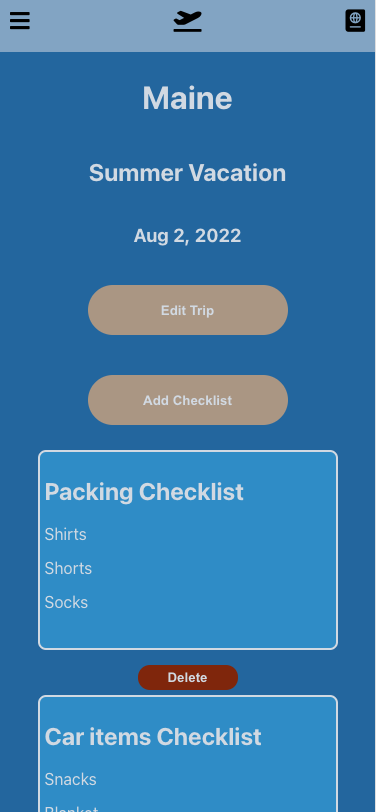 Maine
Summer Vacation
Aug 2, 2022
Edit Trip
Add Checklist
Packing Checklist
Shirts
Shorts
Socks
Delete
Car items Checklist
Snacks
Blanket